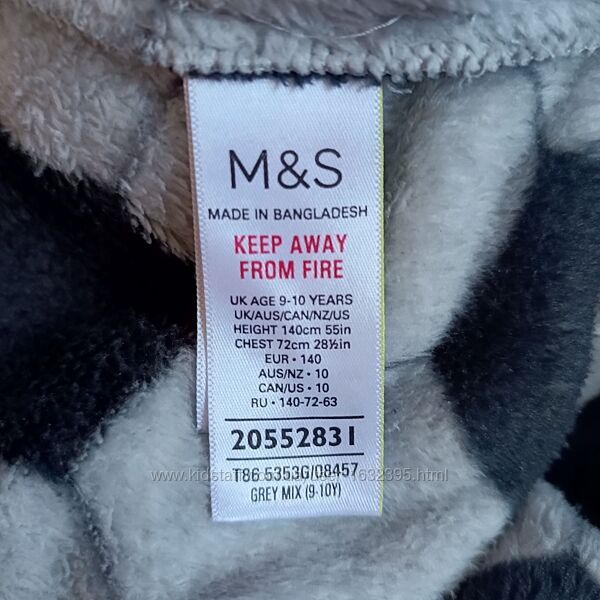 M&S
MADE IN BANGLADESH
KEEP AWAY
FROM FIRE
UK AGE 9-10 YEARS
UK/AUS/CAN/NZ/US
HEIGHT 140cm 55in
CHEST 72cm 28½in
EUR • 140
AUS/NZ • 10
CAN/US • 10
RU • 140-72-63
20552831
T86 5353G/08457
GREY MIX (9-10Y)